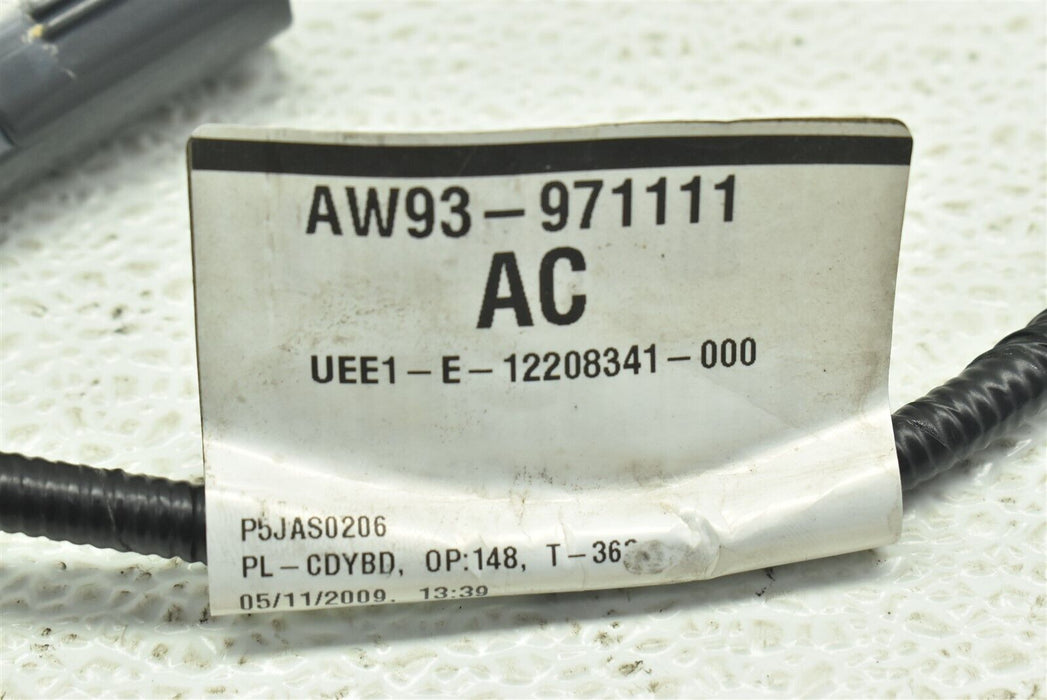 AW93-971111
AC
UEE1-E-12208341-000
P5JAS0206
PL-CDYBD, OP:148,
05/11/2009, 13:39